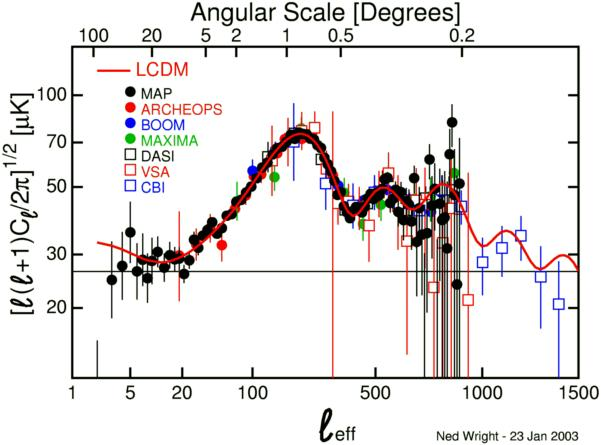 Angular Scale [Degrees]
100 20 5 2 1 0.5 0.2
LCDM
MAP
ARCHEOPS
BOOM
MAXIMA
DASI
VSA
CBI
[ℓ(ℓ+1)Cℓ/2π]^1/2 [μK]
100
70
50
30
20
1 5 20 100 500 1000 1500
ℓeff
Ned Wright - 23 Jan 2003